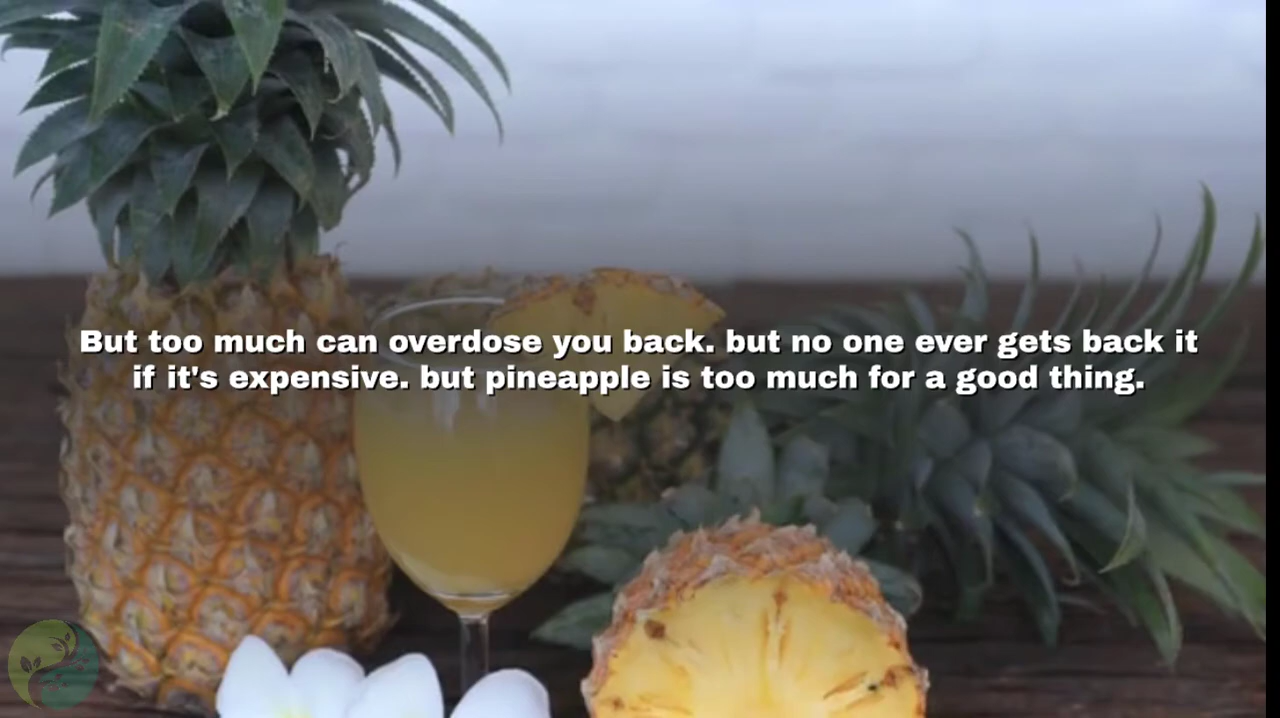 But too much can overdose you back. but no one ever gets back it
if it's expensive. but pineapple is too much for a good thing.